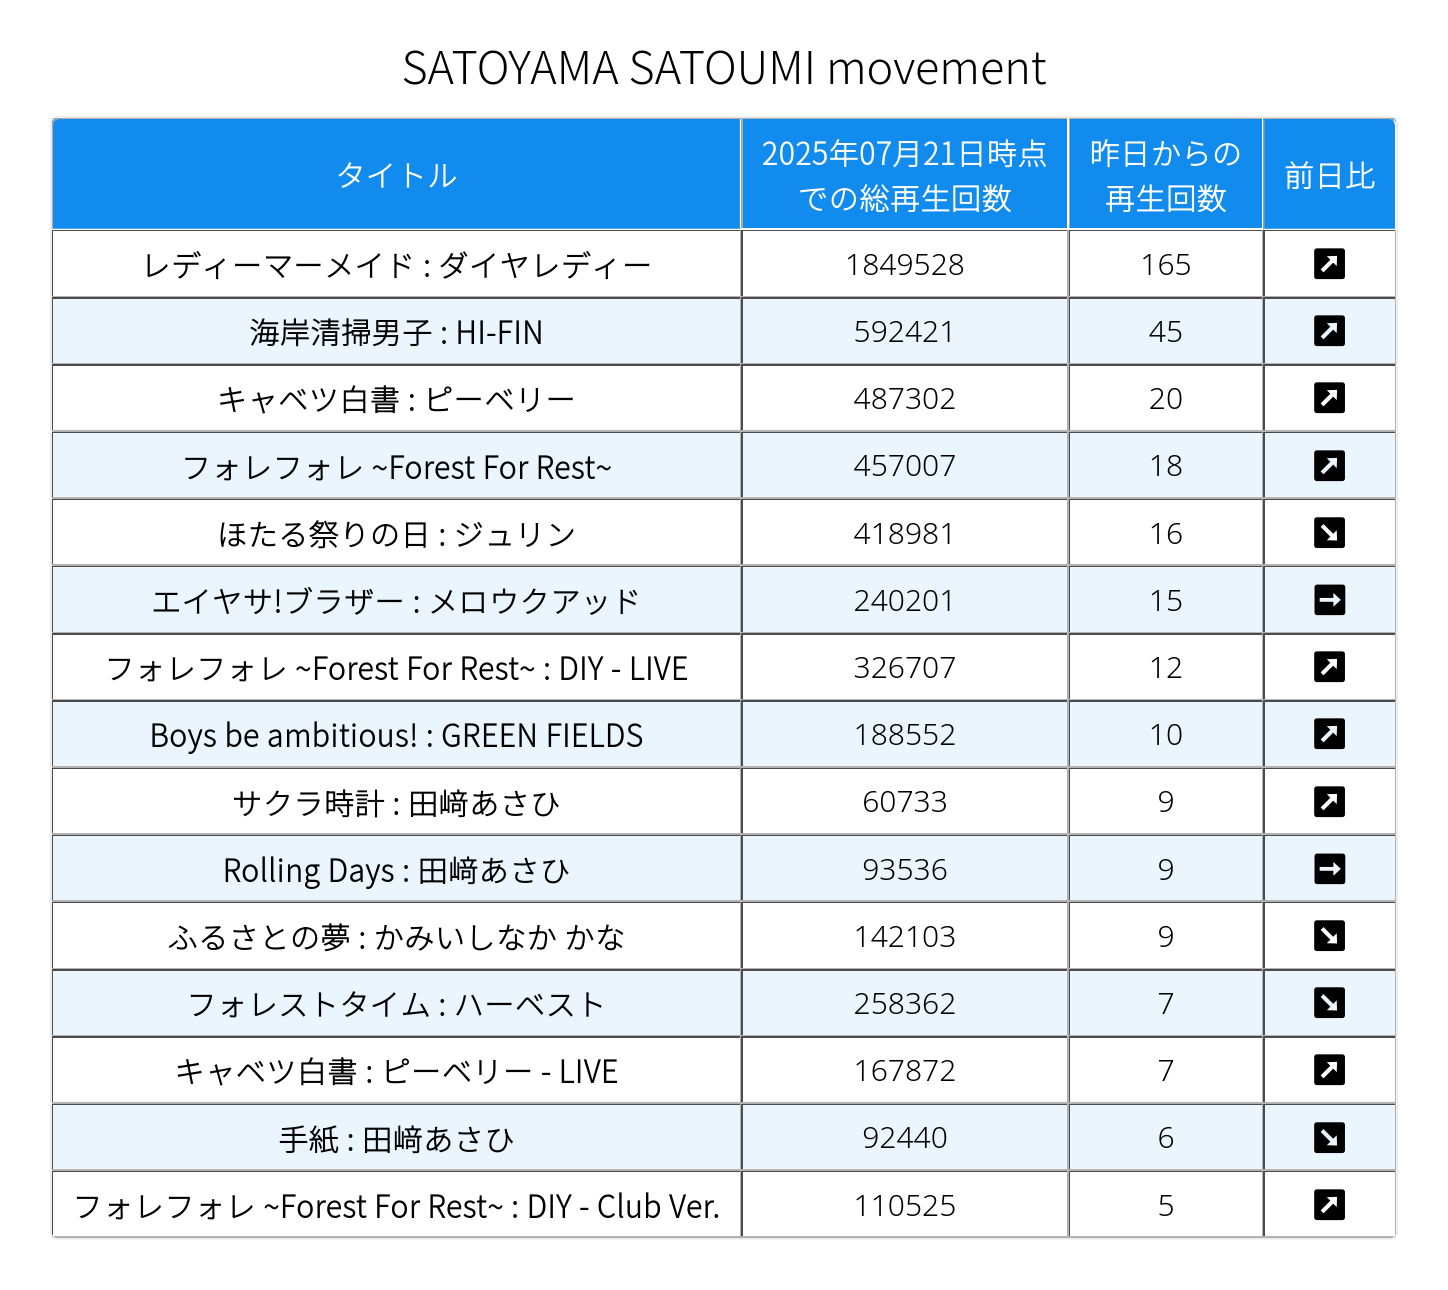 SATOYAMA SATOUMI movement
タイトル 2025年07月21日時点での総再生回数 昨日からの再生回数 前日比
レディーマーメイド : ダイヤレディー 1849528 165 ↗
海岸清掃男子 : HI-FIN 592421 45 ↗
キャベツ白書 : ピーベリー 487302 20 ↗
フォレフォレ ~Forest For Rest~ 457007 18 ↗
ほたる祭りの日 : ジュリン 418981 16 ↘
エイヤサ!ブラザー : メロウクアッド 240201 15 →
フォレフォレ ~Forest For Rest~ : DIY - LIVE 326707 12 ↗
Boys be ambitious! : GREEN FIELDS 188552 10 ↗
サクラ時計 : 田﨑あさひ 60733 9 ↗
Rolling Days : 田﨑あさひ 93536 9 →
ふるさとの夢 : かみいしなか かな 142103 9 ↘
フォレストタイム : ハーベスト 258362 7 ↘
キャベツ白書 : ピーベリー - LIVE 167872 7 ↗
手紙 : 田﨑あさひ 92440 6 ↘
フォレフォレ ~Forest For Rest~ : DIY - Club Ver. 110525 5 ↗